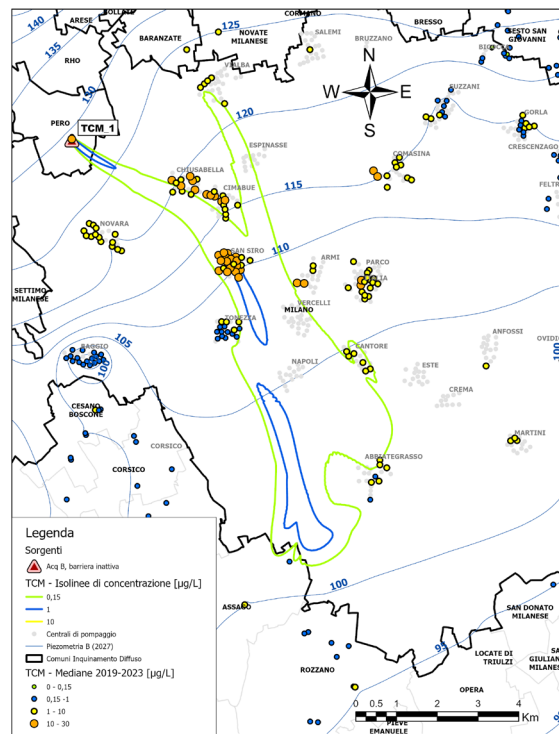 CORMANO
BOLLATE
BRESSO
140
ARESE
125
NOVATE
MILANESE
SALEMI
SESTO SAN
GIOVANNI
BARANZATE
BRUZZANO
135
N
RHO
VIALBA
130
SUZZANI
W
E
120
GORLA
PERO
TCM_1
S
ESPINASSE
CRESCENZAGO
COMASINA
CHIUSABELLA
CIMABUE
115
NOVARA
SAN SIRO
110
ARMI
PARCO
SETTIMO
MILANESE
VERCELLI
MILANO
TONEZZA
ANFOSSI
105
BAGGIO
CANTORE
100
NAPOLI
100
ESTE
CREMA
CESANO
BOSCONE
MARTINI
CORSICO
CORSICO
ABBIATEGRASSO
Legenda
Sorgenti
Acq B, barriera inattiva
TCM - Isolinee di concentrazione [µg/L]
0,15
1
10
Centrali di pompaggio
Piezometria B (2027)
Comuni Inquinamento Diffuso
TCM - Mediane 2019-2023 [µg/L]
0 - 0,15
0,15 -1
1 - 10
10 - 30
100
ASSAGO
SAN DONATO
MILANESE
95
LOCATE DI
TRIULZI
ROZZANO
OPERA
0 0.5 1 2 3 4
Km
PIEVE
EMANUELE